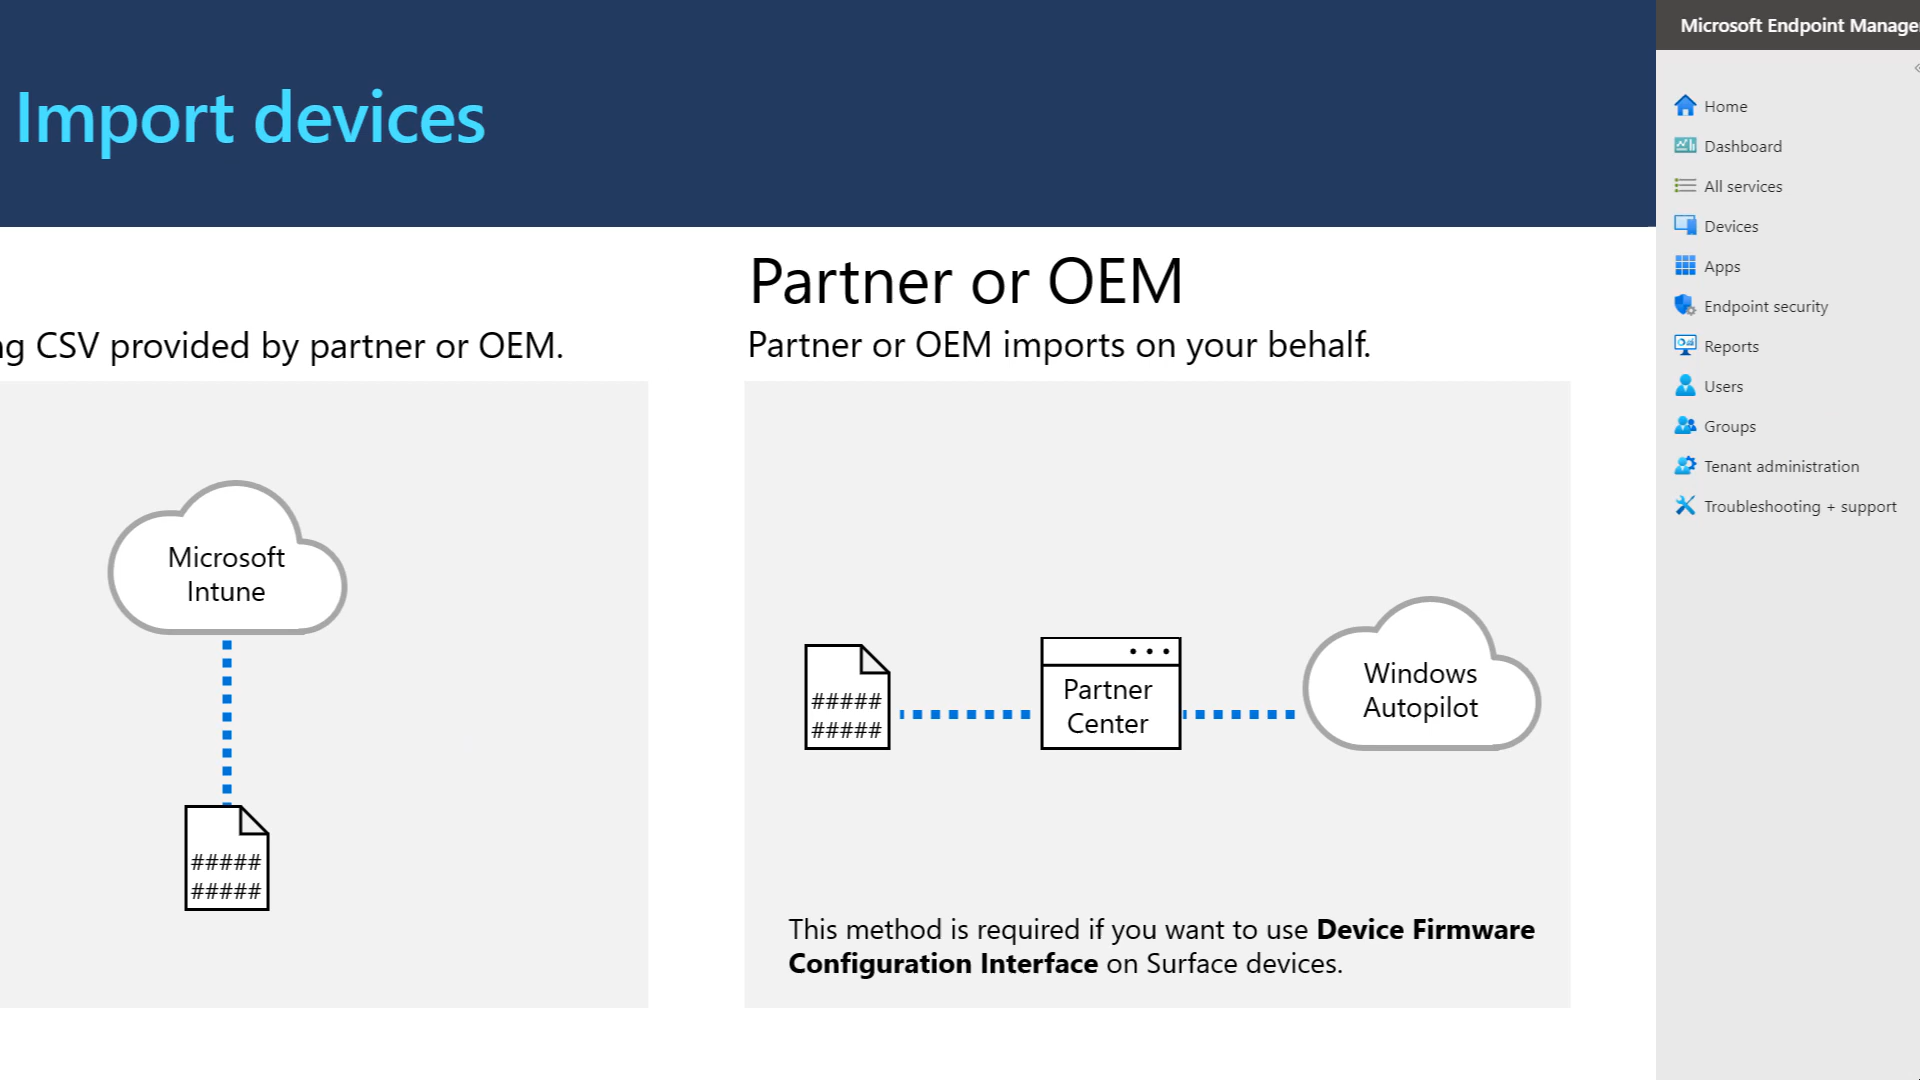 Import devices
CSV provided by partner or OEM.
Microsoft
Intune
#####
#####
Partner or OEM
Partner or OEM imports on your behalf.
#####
#####
Partner
Center
Windows
Autopilot
This method is required if you want to use Device Firmware
Configuration Interface on Surface devices.
Microsoft Endpoint Manage
Home
Dashboard
All services
Devices
Apps
Endpoint security
Reports
Users
Groups
Tenant administration
Troubleshooting + support